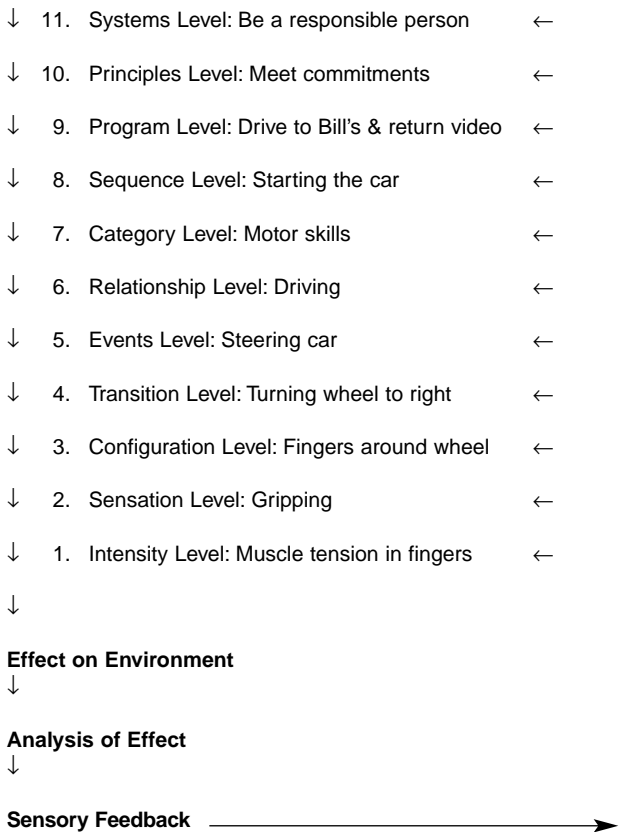 ↓ 11. Systems Level: Be a responsible person ←
↓ 10. Principles Level: Meet commitments ←
↓ 9. Program Level: Drive to Bill's & return video ←
↓ 8. Sequence Level: Starting the car ←
↓ 7. Category Level: Motor skills ←
↓ 6. Relationship Level: Driving ←
↓ 5. Events Level: Steering car ←
↓ 4. Transition Level: Turning wheel to right ←
↓ 3. Configuration Level: Fingers around wheel ←
↓ 2. Sensation Level: Gripping ←
↓ 1. Intensity Level: Muscle tension in fingers ←
↓
Effect on Environment
↓
Analysis of Effect
↓
Sensory Feedback